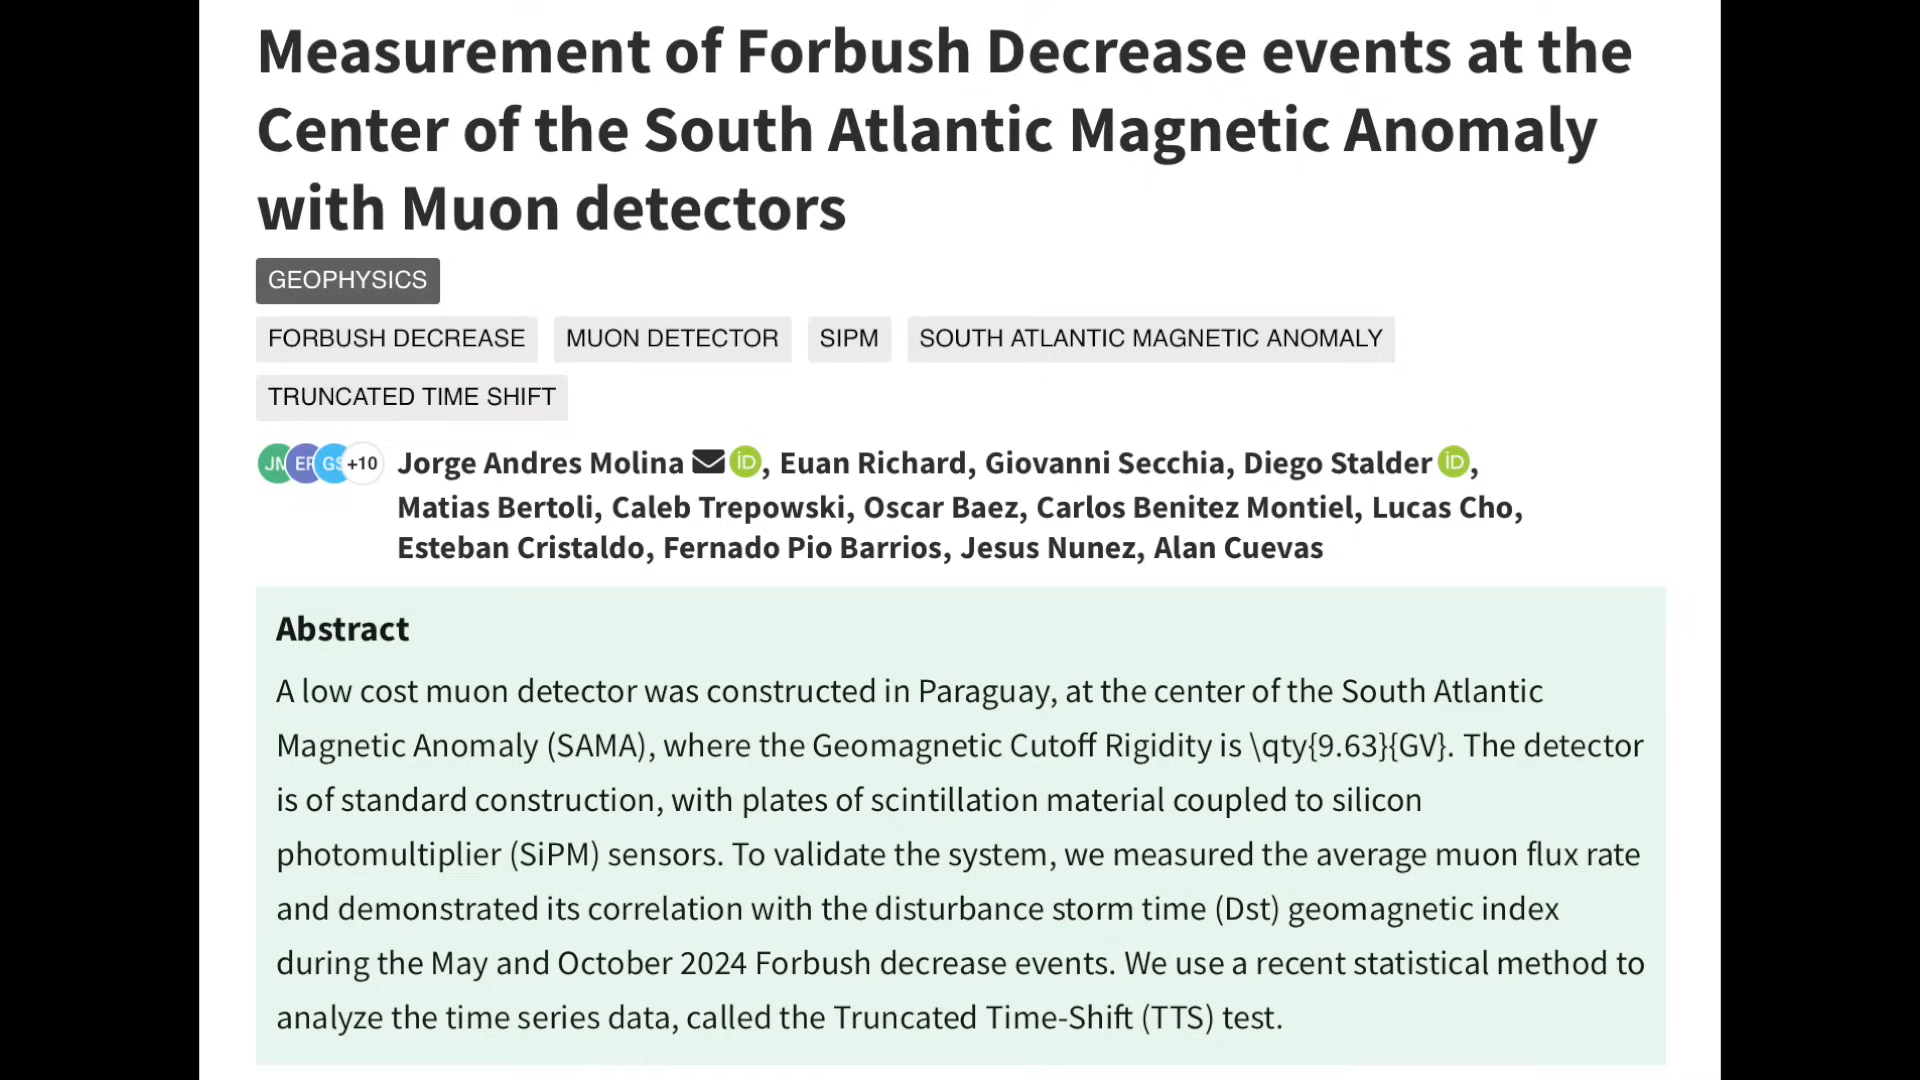 Measurement of Forbush Decrease events at the
Center of the South Atlantic Magnetic Anomaly
with Muon detectors
GEOPHYSICS
FORBUSH DECREASE MUON DETECTOR SIPM SOUTH ATLANTIC MAGNETIC ANOMALY
TRUNCATED TIME SHIFT
JM ER GS +10 Jorge Andres Molina iD, Euan Richard, Giovanni Secchia, Diego Stalder iD,
Matias Bertoli, Caleb Trepowski, Oscar Baez, Carlos Benitez Montiel, Lucas Cho,
Esteban Cristaldo, Fernado Pio Barrios, Jesus Nunez, Alan Cuevas
Abstract
A low cost muon detector was constructed in Paraguay, at the center of the South Atlantic
Magnetic Anomaly (SAMA), where the Geomagnetic Cutoff Rigidity is \qty{9.63}{GV}. The detector
is of standard construction, with plates of scintillation material coupled to silicon
photomultiplier (SiPM) sensors. To validate the system, we measured the average muon flux rate
and demonstrated its correlation with the disturbance storm time (Dst) geomagnetic index
during the May and October 2024 Forbush decrease events. We use a recent statistical method to
analyze the time series data, called the Truncated Time-Shift (TTS) test.